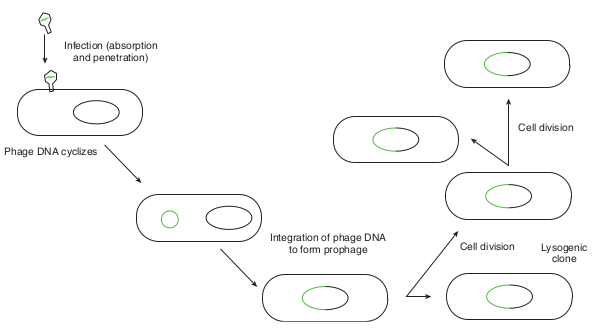 Infection (absorption
and penetration)
Phage DNA cyclizes
Integration of phage DNA
to form prophage
Cell division
Cell division
Lysogenic
clone